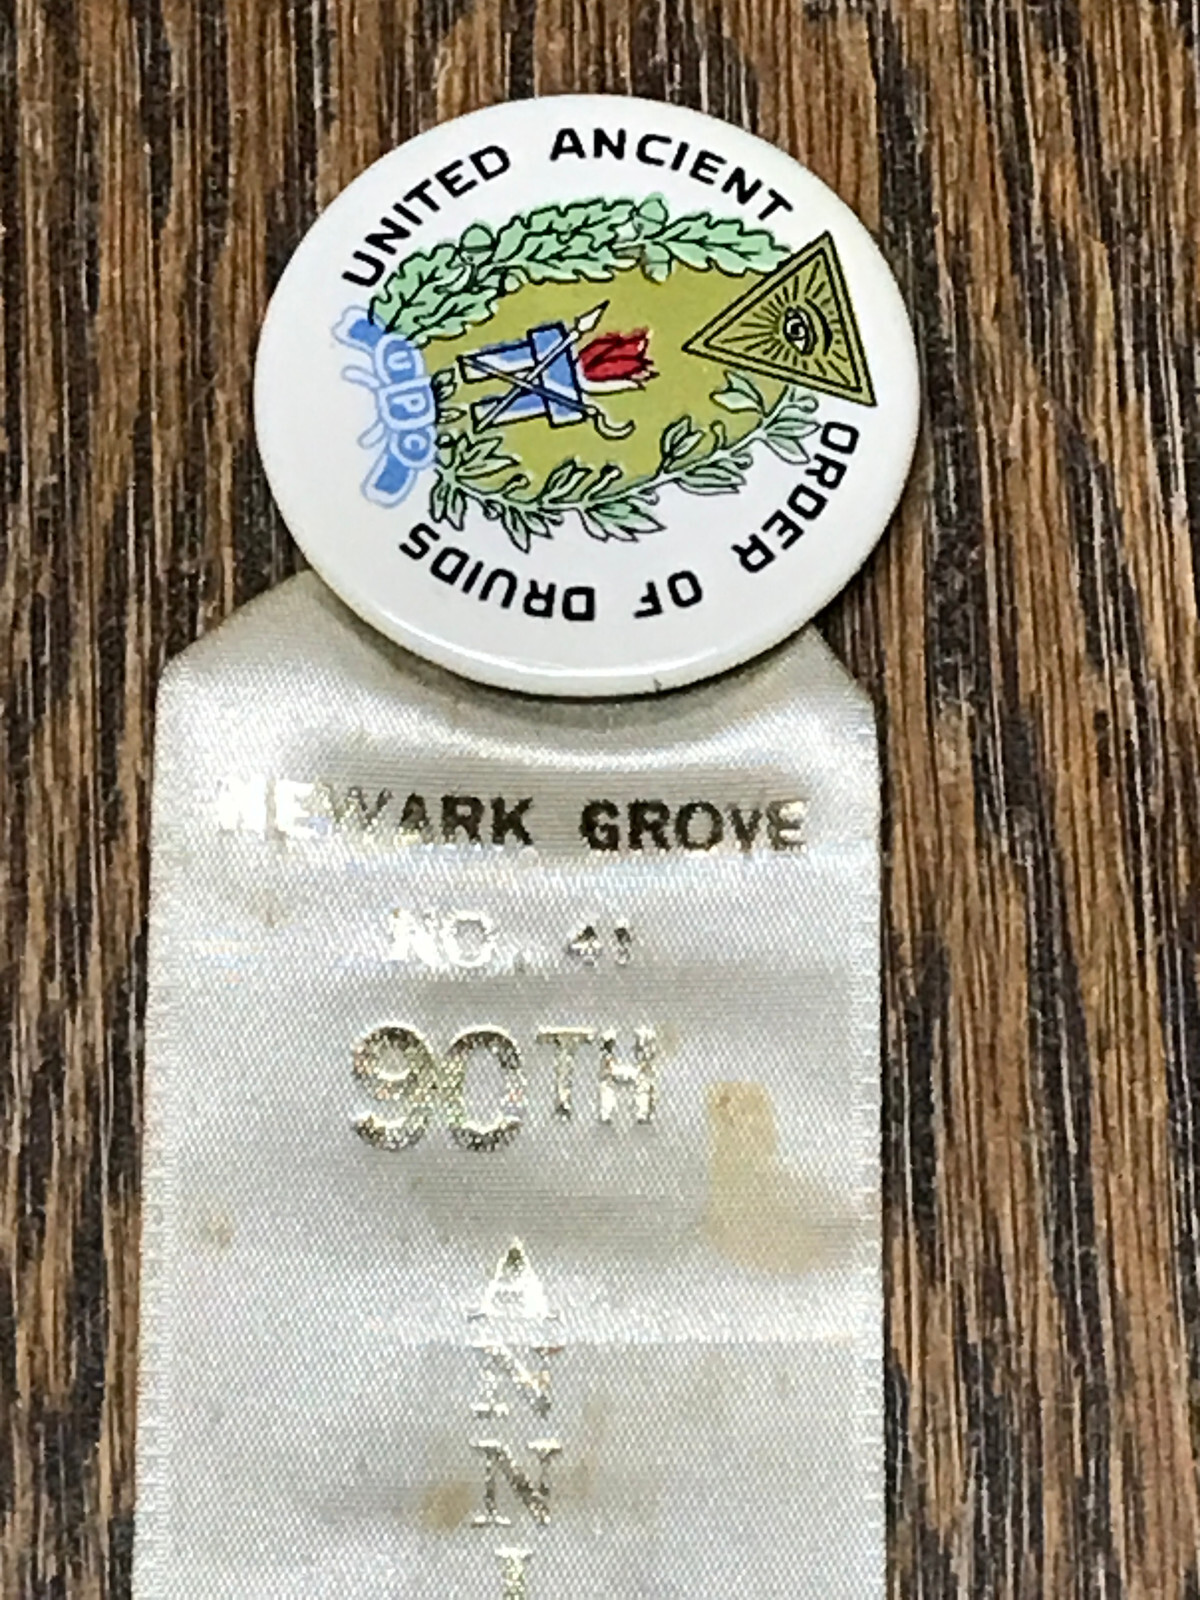 UNITED ANCIENT ORDER OF DRUIDS
NEWARK GROVE
NO. 41
90TH
A
N
N
I